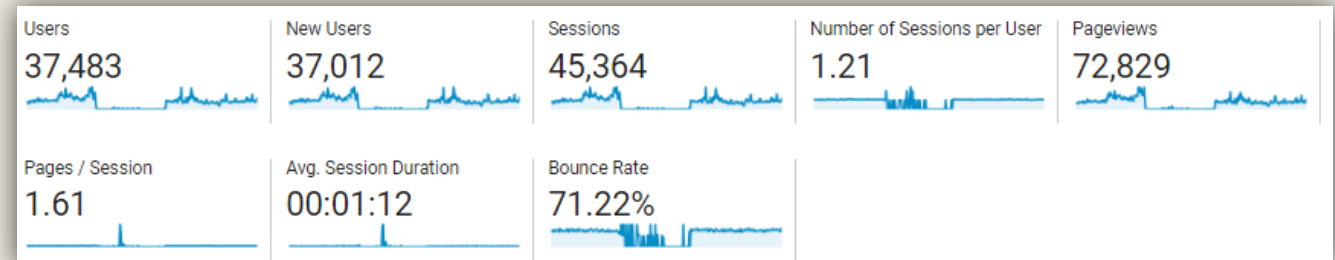 Users New Users Sessions Number of Sessions per User Pageviews
37,483 37,012 45,364 1.21 72,829
Pages / Session Avg. Session Duration Bounce Rate
1.61 00:01:12 71.22%